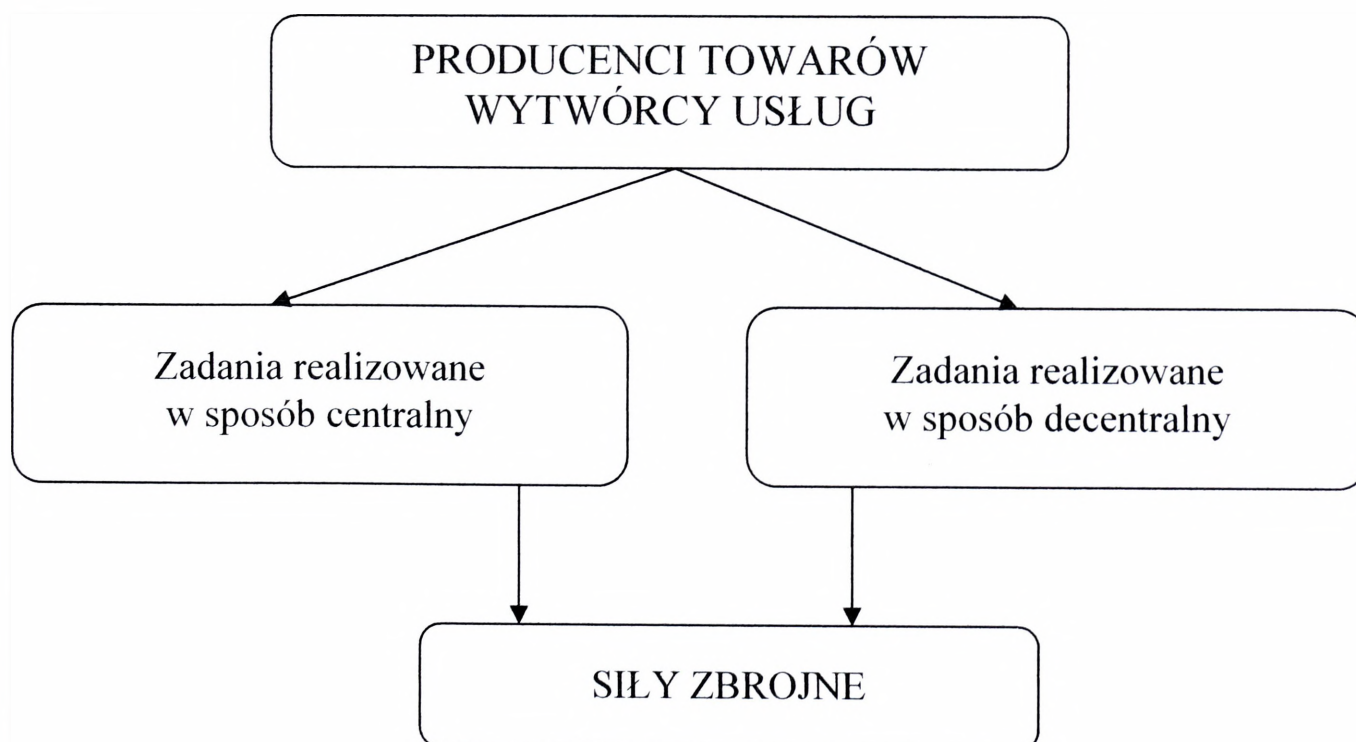 PRODUCENCI TOWARÓW
WYTWÓRCY USŁUG
Zadania realizowane
w sposób centralny
Zadania realizowane
w sposób decentralny
SIŁY ZBROJNE